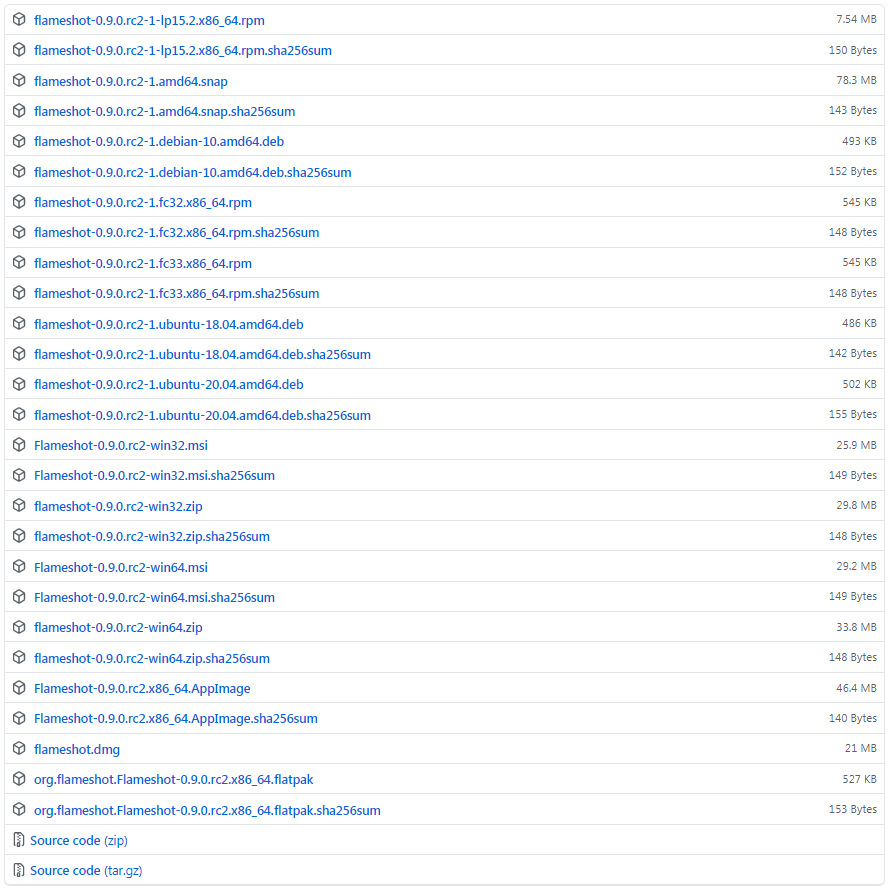 flameshot-0.9.0.rc2-1-lp15.2.x86_64.rpm 7.54 MB
flameshot-0.9.0.rc2-1-lp15.2.x86_64.rpm.sha256sum 150 Bytes
flameshot-0.9.0.rc2-1.amd64.snap 78.3 MB
flameshot-0.9.0.rc2-1.amd64.snap.sha256sum 143 Bytes
flameshot-0.9.0.rc2-1.debian-10.amd64.deb 493 KB
flameshot-0.9.0.rc2-1.debian-10.amd64.deb.sha256sum 152 Bytes
flameshot-0.9.0.rc2-1.fc32.x86_64.rpm 545 KB
flameshot-0.9.0.rc2-1.fc32.x86_64.rpm.sha256sum 148 Bytes
flameshot-0.9.0.rc2-1.fc33.x86_64.rpm 545 KB
flameshot-0.9.0.rc2-1.fc33.x86_64.rpm.sha256sum 148 Bytes
flameshot-0.9.0.rc2-1.ubuntu-18.04.amd64.deb 486 KB
flameshot-0.9.0.rc2-1.ubuntu-18.04.amd64.deb.sha256sum 142 Bytes
flameshot-0.9.0.rc2-1.ubuntu-20.04.amd64.deb 502 KB
flameshot-0.9.0.rc2-1.ubuntu-20.04.amd64.deb.sha256sum 155 Bytes
Flameshot-0.9.0.rc2-win32.msi 25.9 MB
Flameshot-0.9.0.rc2-win32.msi.sha256sum 149 Bytes
flameshot-0.9.0.rc2-win32.zip 29.8 MB
flameshot-0.9.0.rc2-win32.zip.sha256sum 148 Bytes
Flameshot-0.9.0.rc2-win64.msi 29.2 MB
Flameshot-0.9.0.rc2-win64.msi.sha256sum 149 Bytes
flameshot-0.9.0.rc2-win64.zip 33.8 MB
flameshot-0.9.0.rc2-win64.zip.sha256sum 148 Bytes
Flameshot-0.9.0.rc2.x86_64.AppImage 46.4 MB
Flameshot-0.9.0.rc2.x86_64.AppImage.sha256sum 140 Bytes
flameshot.dmg 21 MB
org.flameshot.Flameshot-0.9.0.rc2.x86_64.flatpak 527 KB
org.flameshot.Flameshot-0.9.0.rc2.x86_64.flatpak.sha256sum 153 Bytes
Source code (zip)
Source code (tar.gz)